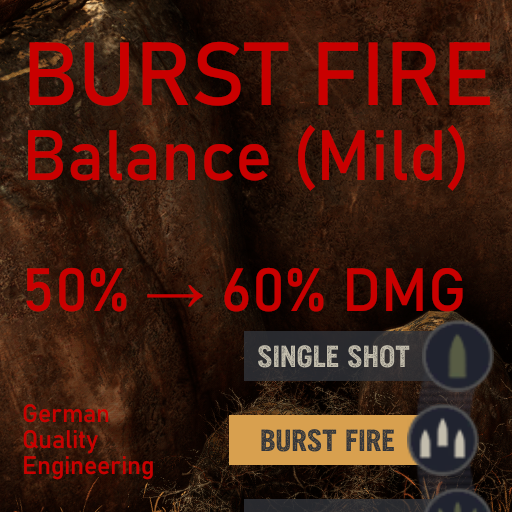 BURST FIRE
Balance (Mild)
50% → 60% DMG
SINGLE SHOT
BURST FIRE
German
Quality
Engineering